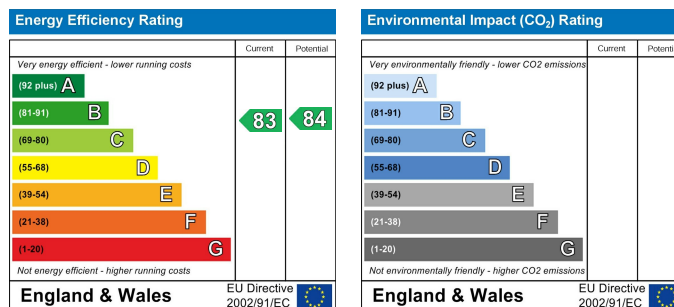 Energy Efficiency Rating
Current Potential
Very energy efficient - lower running costs
(92 plus) A
(81-91) B
(69-80) C
(55-68) D
(39-54) E
(21-38) F
(1-20) G
83 84
Not energy efficient - higher running costs
England & Wales
EU Directive
2002/91/EC
Environmental Impact (CO₂) Rating
Current Potenti
Very environmentally friendly - lower CO2 emissions
(92 plus) A
(81-91) B
(69-80) C
(55-68) D
(39-54) E
(21-38) F
(1-20) G
Not environmentally friendly - higher CO2 emissions
England & Wales
EU Directive
2002/91/EC